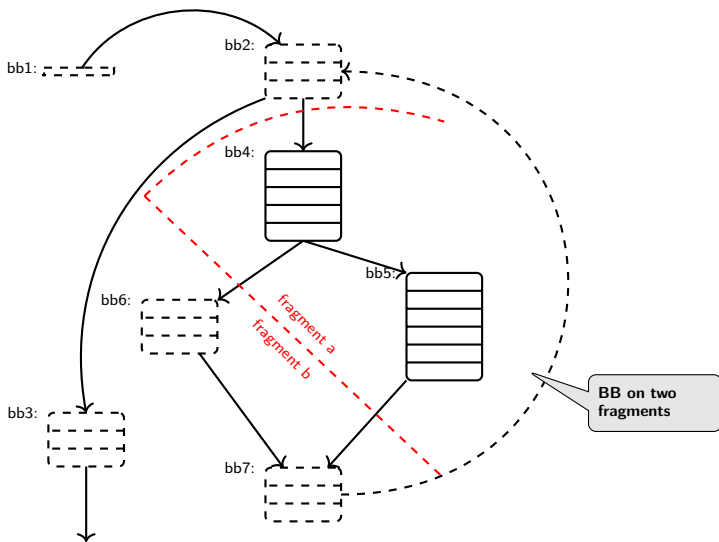 bb2:
bb1:
bb4:
bb5:
bb6:
fragment a
fragment b
BB on two
fragments
bb3:
bb7: